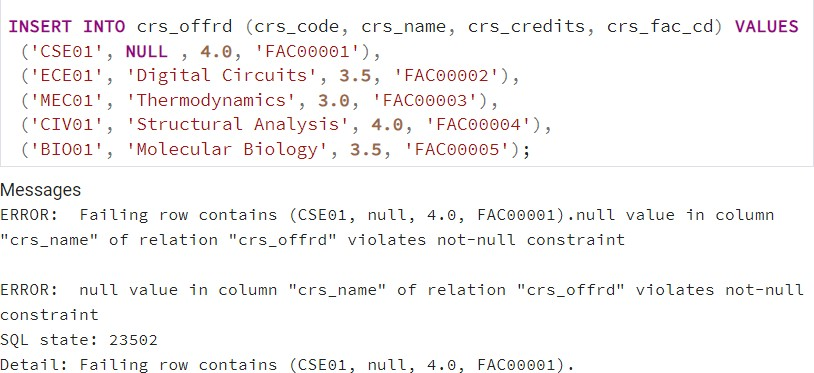 INSERT INTO crs_offrd (crs_code, crs_name, crs_credits, crs_fac_cd) VALUES
('CSE01', NULL , 4.0, 'FAC00001'),
('ECE01', 'Digital Circuits', 3.5, 'FAC00002'),
('MEC01', 'Thermodynamics', 3.0, 'FAC00003'),
('CIV01', 'Structural Analysis', 4.0, 'FAC00004'),
('BIO01', 'Molecular Biology', 3.5, 'FAC00005');
Messages
ERROR:  Failing row contains (CSE01, null, 4.0, FAC00001).null value in column
"crs_name" of relation "crs_offrd" violates not-null constraint
ERROR:  null value in column "crs_name" of relation "crs_offrd" violates not-null
constraint
SQL state: 23502
Detail: Failing row contains (CSE01, null, 4.0, FAC00001).